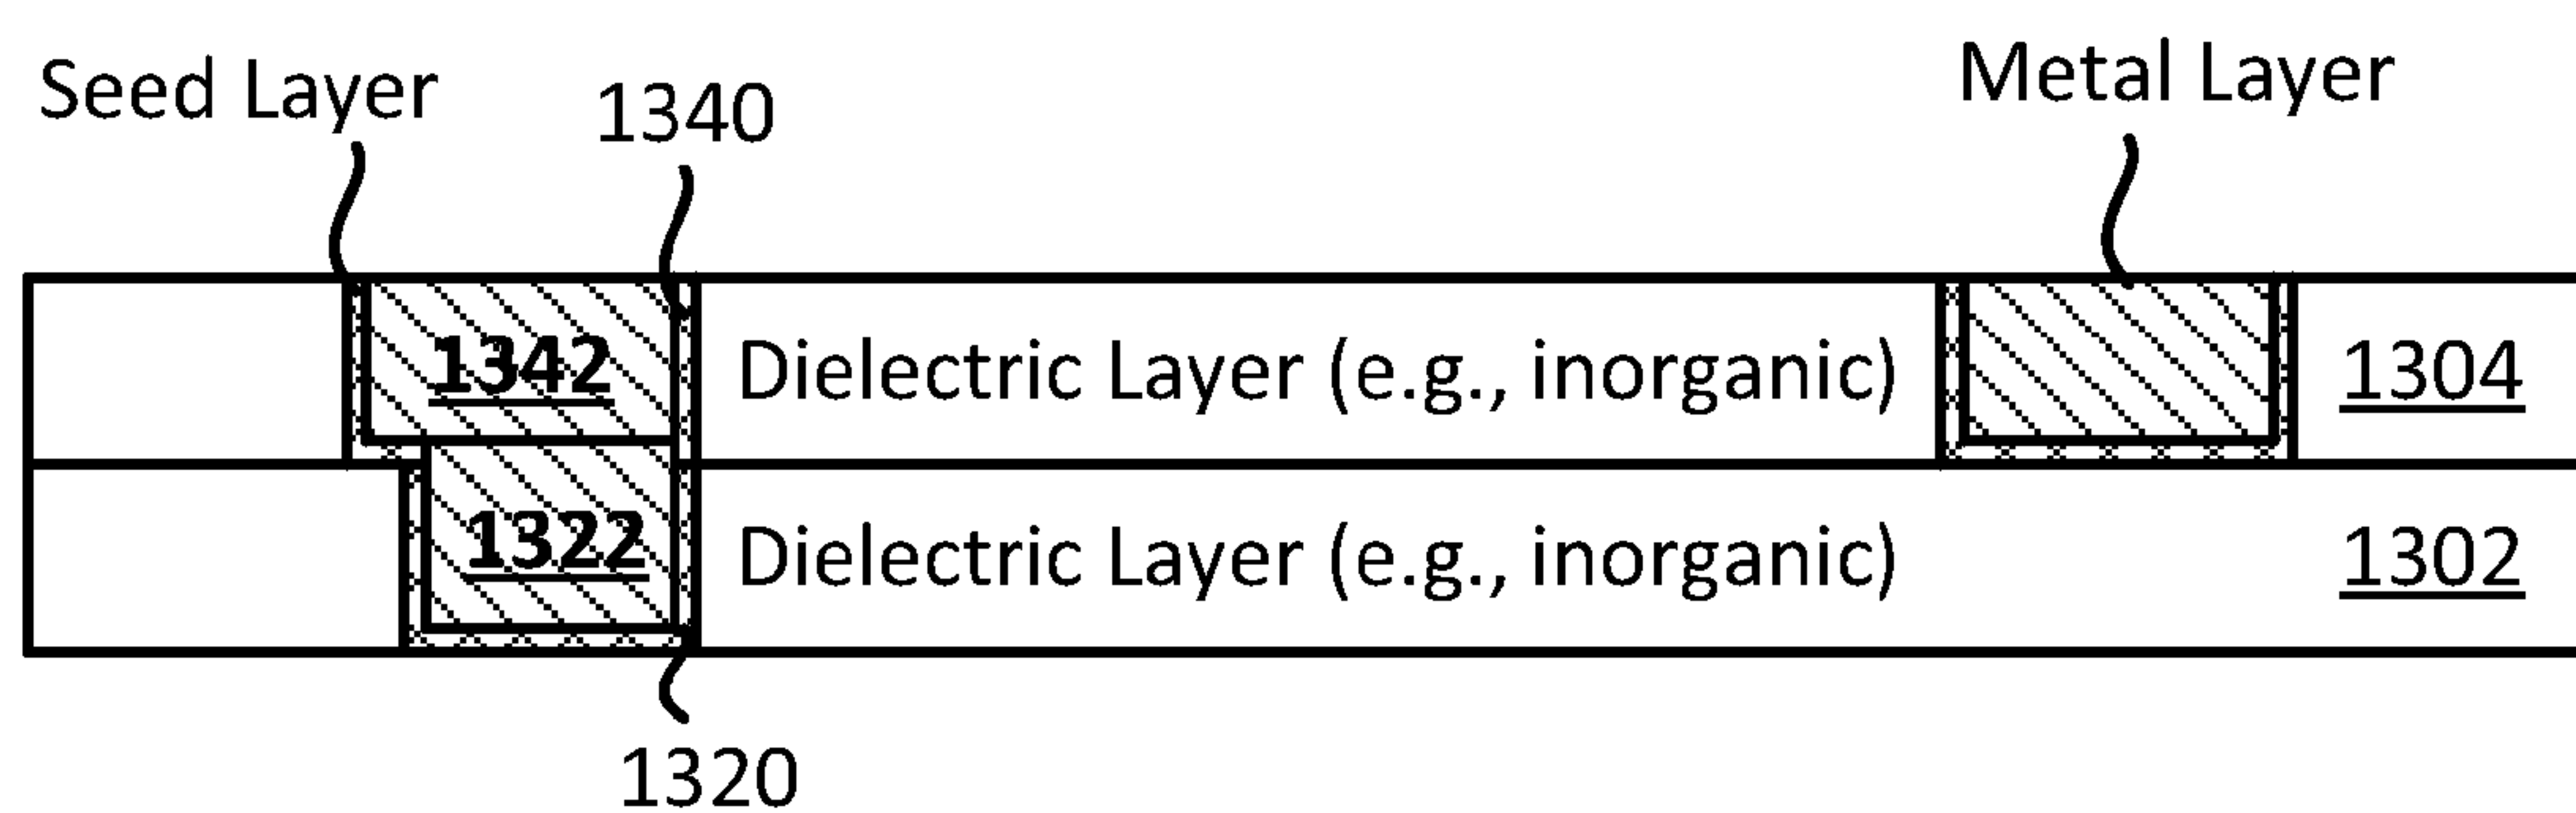 Seed Layer
1340
Metal Layer
1342
Dielectric Layer (e.g., inorganic)
1304
1322
Dielectric Layer (e.g., inorganic)
1302
1320